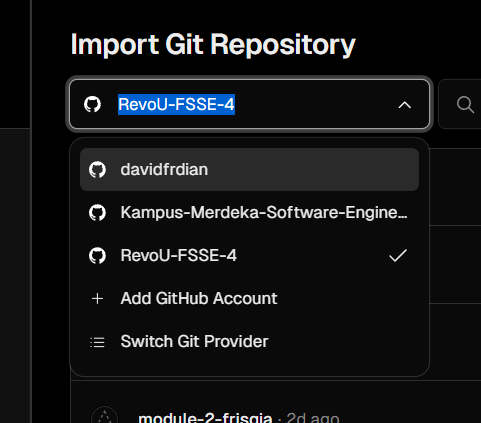 Import Git Repository
RevoU-FSSE-4
davidfrdian
Kampus-Merdeka-Software-Engine...
RevoU-FSSE-4
Add GitHub Account
Switch Git Provider
module-2-frisgia · 2d ago